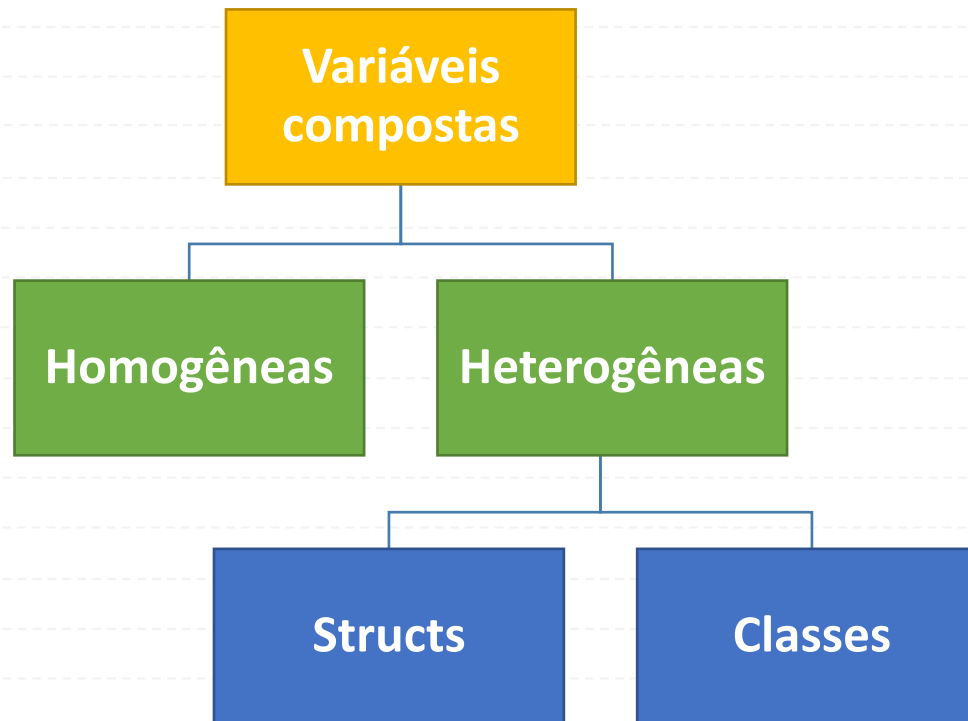 Variáveis
compostas
Homogêneas
Heterogêneas
Structs
Classes